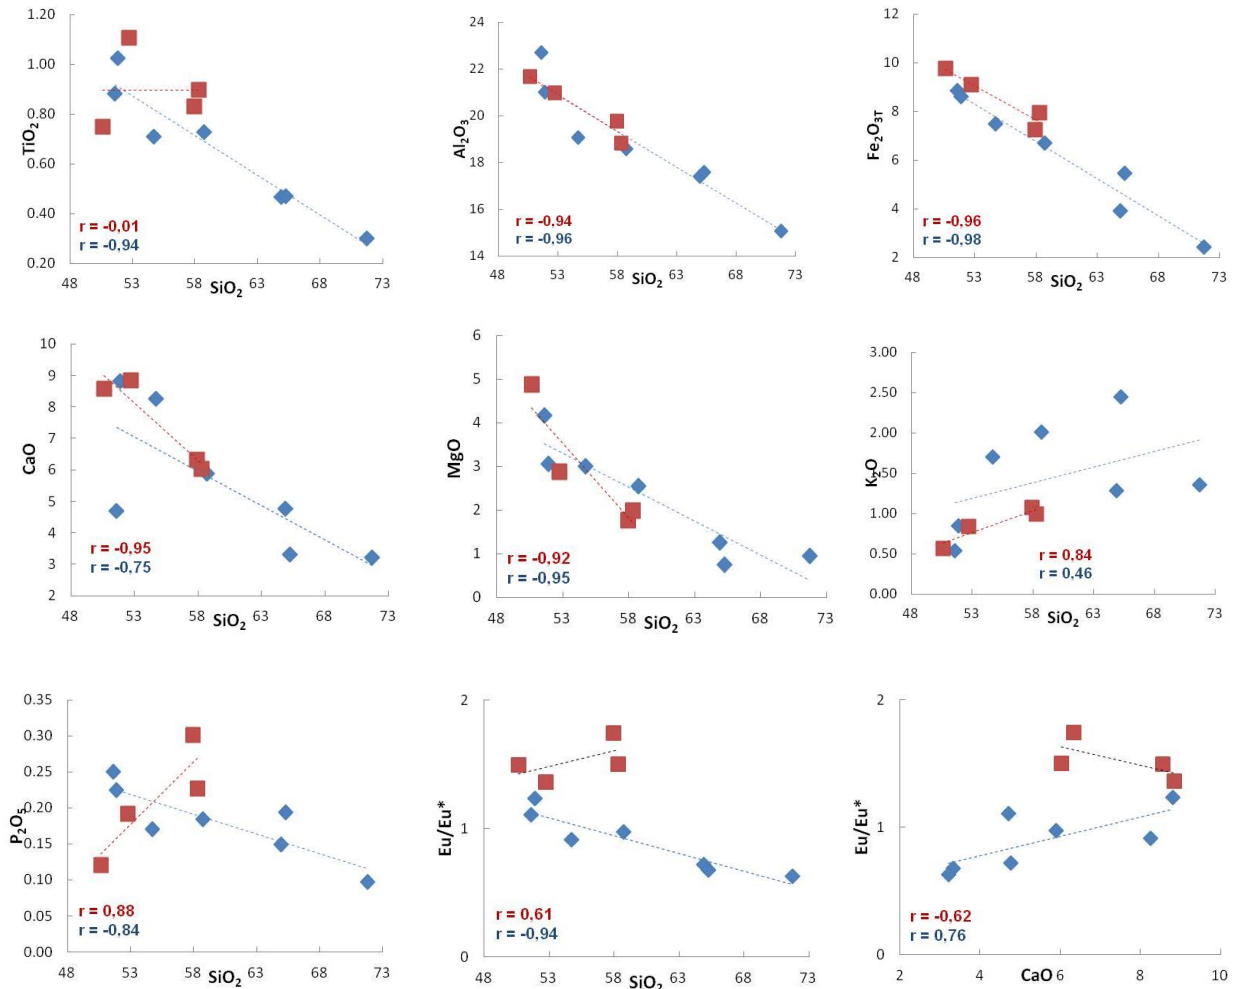 1.20
1.00
0.80
0.60
0.40
0.20
TiO2
r = -0,01
r = -0,94
48 53 58 63 68 73
SiO2
24
22
20
18
16
14
Al2O3
r = -0,94
r = -0,96
48 53 58 63 68 73
SiO2
12
10
8
6
4
2
Fe2O3T
r = -0,96
r = -0,98
48 53 58 63 68 73
SiO2
10
9
8
7
6
5
4
3
2
CaO
r = -0,95
r = -0,75
48 53 58 63 68 73
SiO2
6
5
4
3
2
1
0
MgO
r = -0,92
r = -0,95
48 53 58 63 68 73
SiO2
3.00
2.50
2.00
1.50
1.00
0.50
0.00
K2O
r = 0,84
r = 0,46
48 53 58 63 68 73
SiO2
0.35
0.30
0.25
0.20
0.15
0.10
0.05
0.00
P2O5
r = 0,88
r = -0,84
48 53 58 63 68 73
SiO2
2
1
0
Eu/Eu*
r = 0,61
r = -0,94
48 53 58 63 68 73
SiO2
2
1
0
Eu/Eu*
r = -0,62
r = 0,76
2 4 6 8 10
CaO